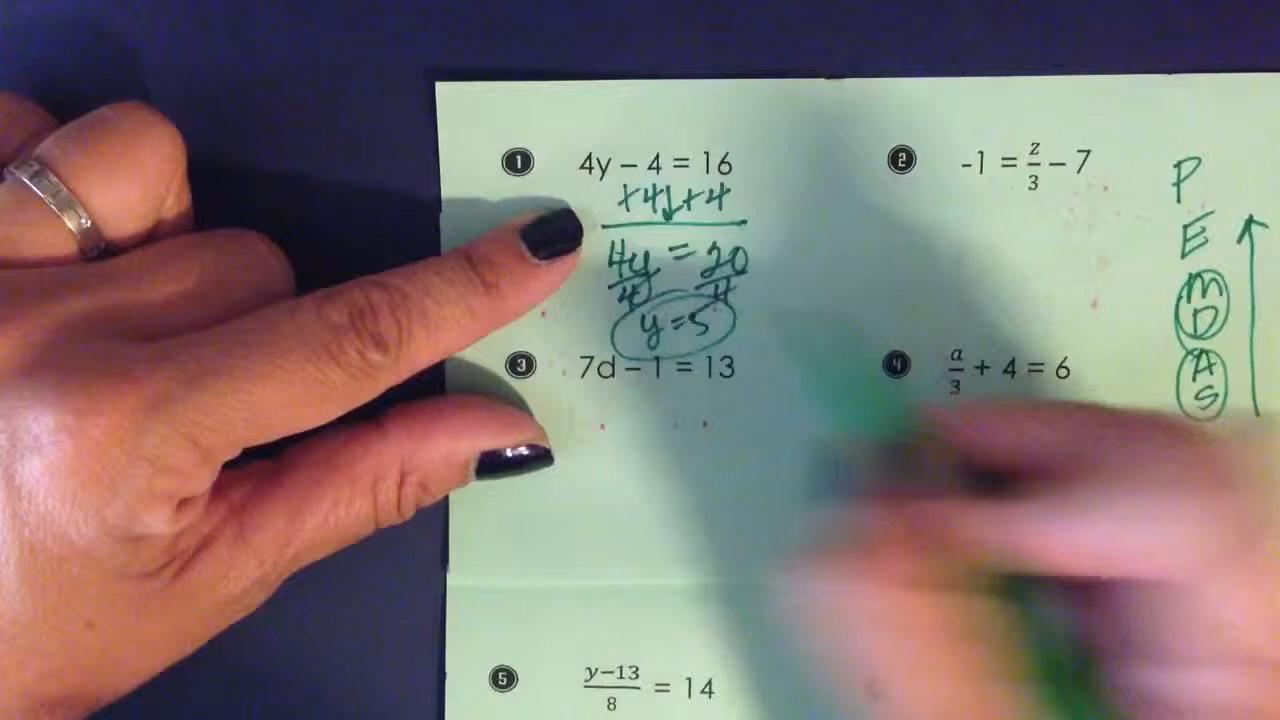 1 4y – 4 = 16
+4↓+4
4y = 20
4 4
y = 5
2 -1 = z/3 – 7
3 7d – 1 = 13
4 a/3 + 4 = 6
5 y–13/8 = 14
P
E
M
D
A
S